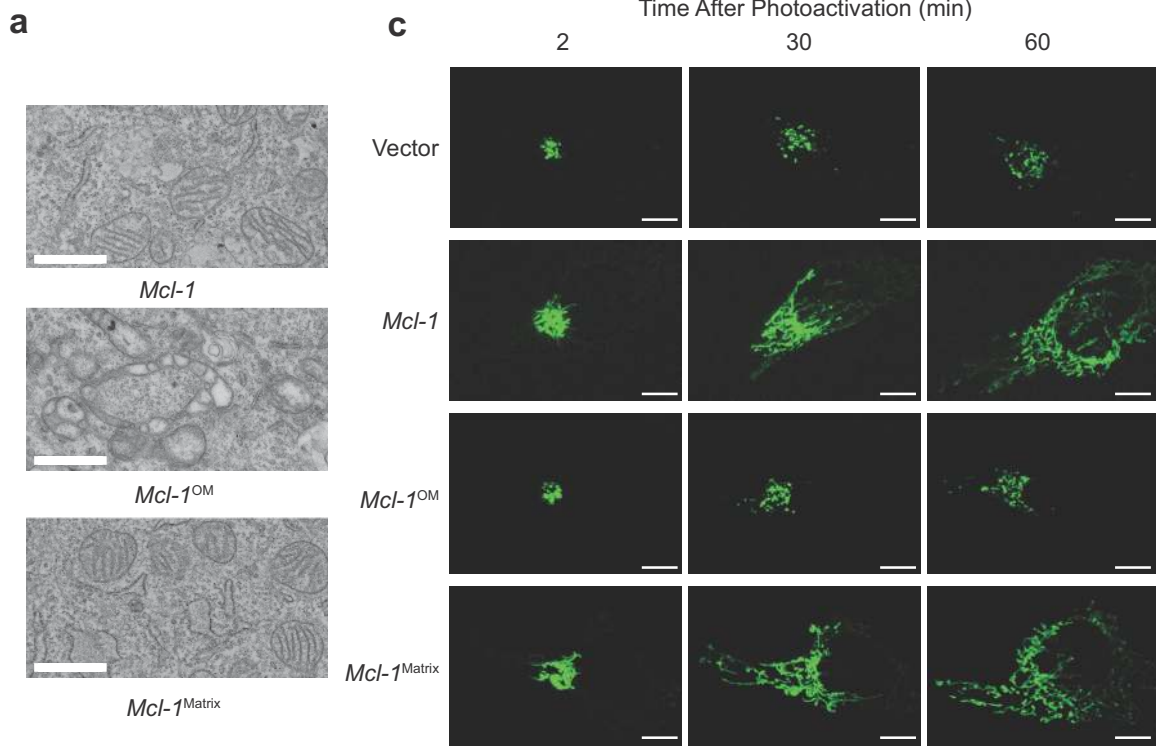 a
Mcl-1
Mcl-1OM
Mcl-1Matrix
c
Time After Photoactivation (min)
2 30 60
Vector
Mcl-1
Mcl-1OM
Mcl-1Matrix